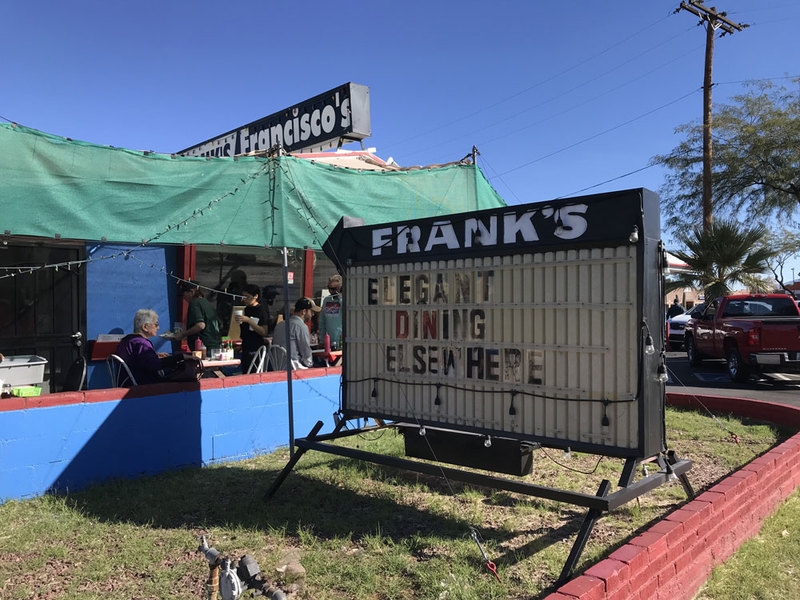 Francisco's
FRANK'S
ELEGANT
DINING
ELSEWHERE